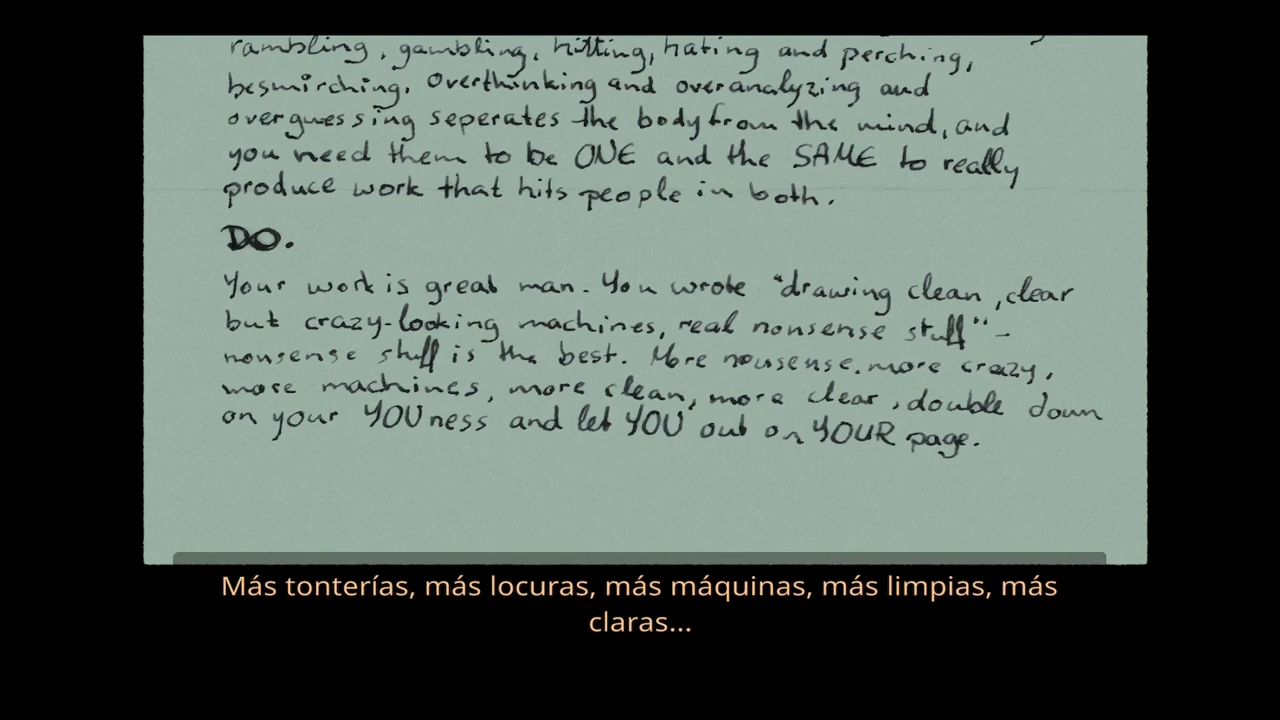 rambling, gambling, hitting, hating and perching,
besmirching. Overthinking and overanalyzing and
overguessing seperates the body from the mind, and
you need them to be ONE and the SAME to really
produce work that hits people in both.
DO.
Your work is great man. You wrote "drawing clean, clear
but crazy-looking machines, real nonsense stuff" -
nonsense stuff is the best. More nousense, more crazy,
more machines, more clean, more clear, double down
on your YOUness and let YOU out on YOUR page.
Más tonterías, más locuras, más máquinas, más limpias, más
claras...